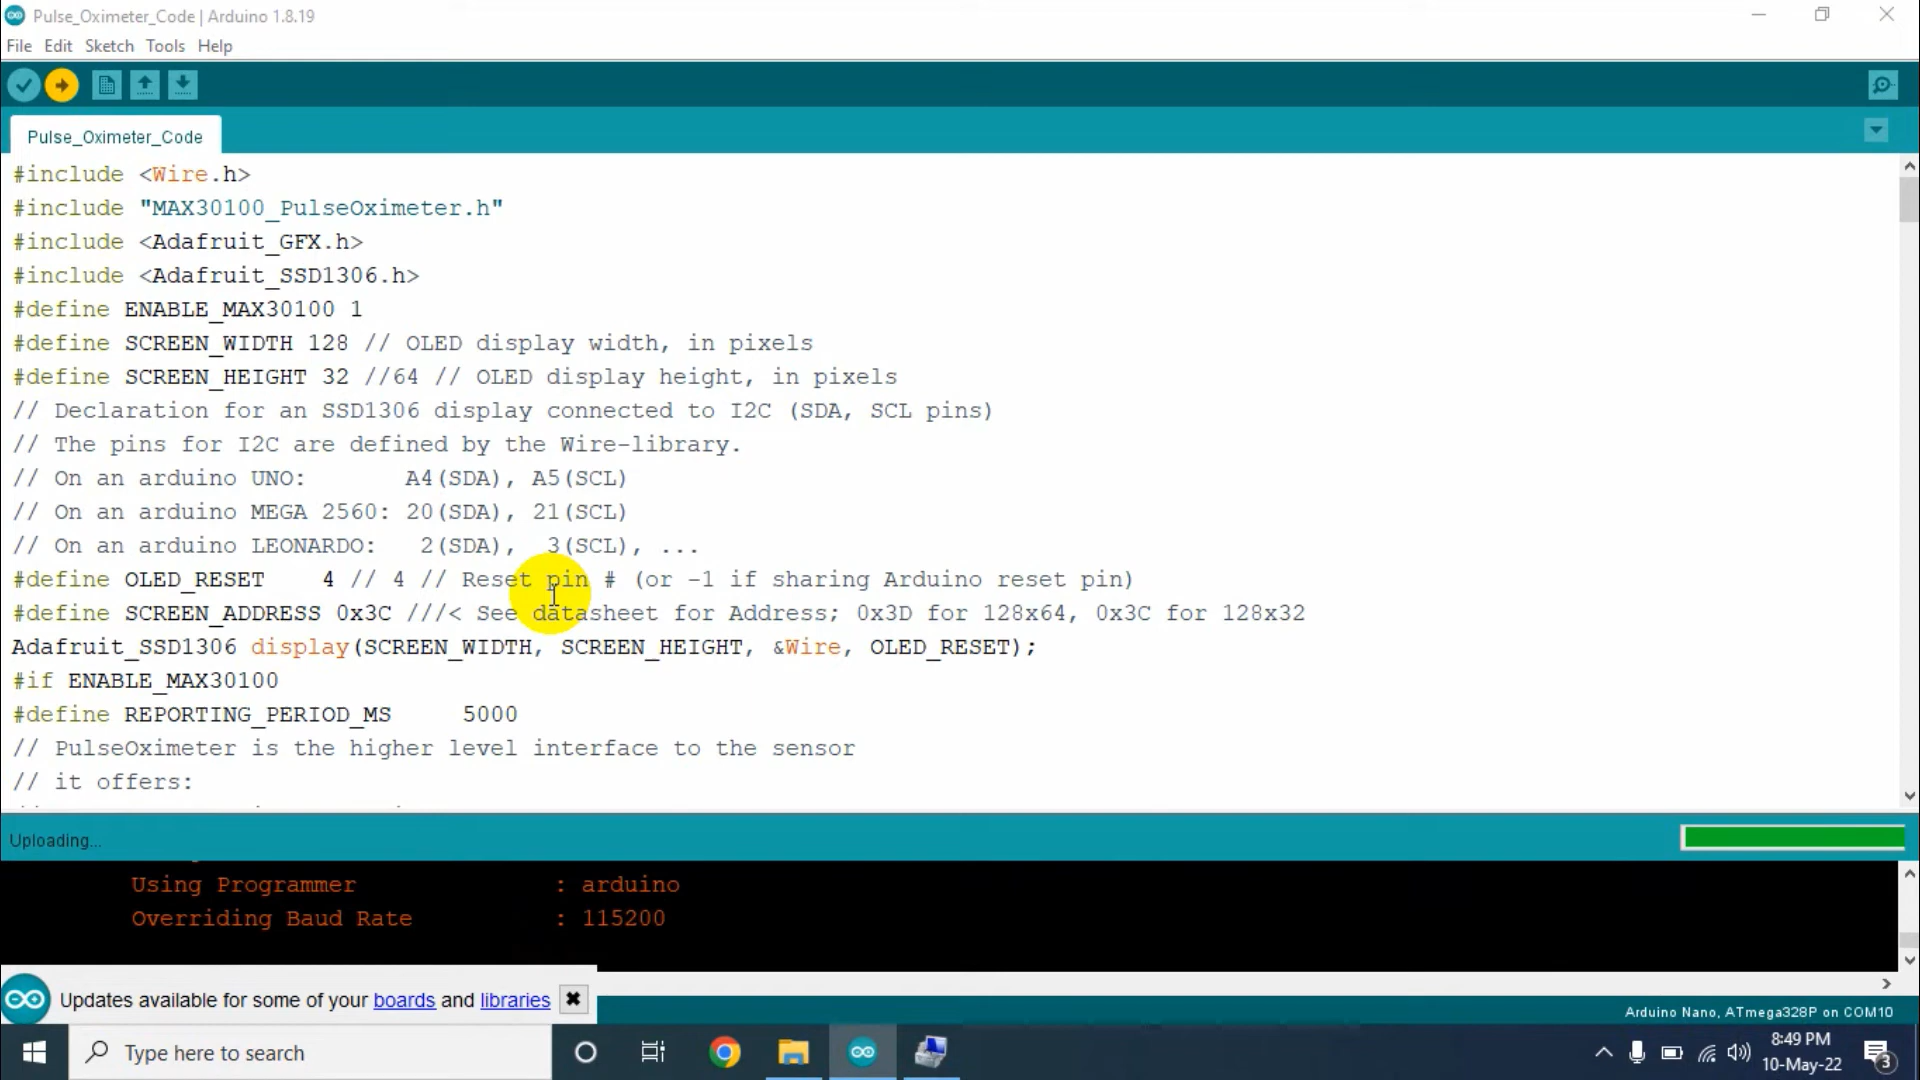 Pulse_Oximeter_Code | Arduino 1.8.19
File Edit Sketch Tools Help
Pulse_Oximeter_Code
#include <Wire.h>
#include "MAX30100_PulseOximeter.h"
#include <Adafruit_GFX.h>
#include <Adafruit_SSD1306.h>
#define ENABLE_MAX30100 1
#define SCREEN_WIDTH 128 // OLED display width, in pixels
#define SCREEN_HEIGHT 32 //64 // OLED display height, in pixels
// Declaration for an SSD1306 display connected to I2C (SDA, SCL pins)
// The pins for I2C are defined by the Wire-library.
// On an arduino UNO:       A4(SDA), A5(SCL)
// On an arduino MEGA 2560: 20(SDA), 21(SCL)
// On an arduino LEONARDO:   2(SDA),  3(SCL), ...
#define OLED_RESET    4 // 4 // Reset pin # (or -1 if sharing Arduino reset pin)
#define SCREEN_ADDRESS 0x3C ///< See datasheet for Address; 0x3D for 128x64, 0x3C for 128x32
Adafruit_SSD1306 display(SCREEN_WIDTH, SCREEN_HEIGHT, &Wire, OLED_RESET);
#if ENABLE_MAX30100
#define REPORTING_PERIOD_MS     5000
// PulseOximeter is the higher level interface to the sensor
// it offers:
Uploading...
Using Programmer : arduino
Overriding Baud Rate : 115200
Updates available for some of your boards and libraries
Arduino Nano, ATmega328P on COM10
Type here to search
8:49 PM
10-May-22
3